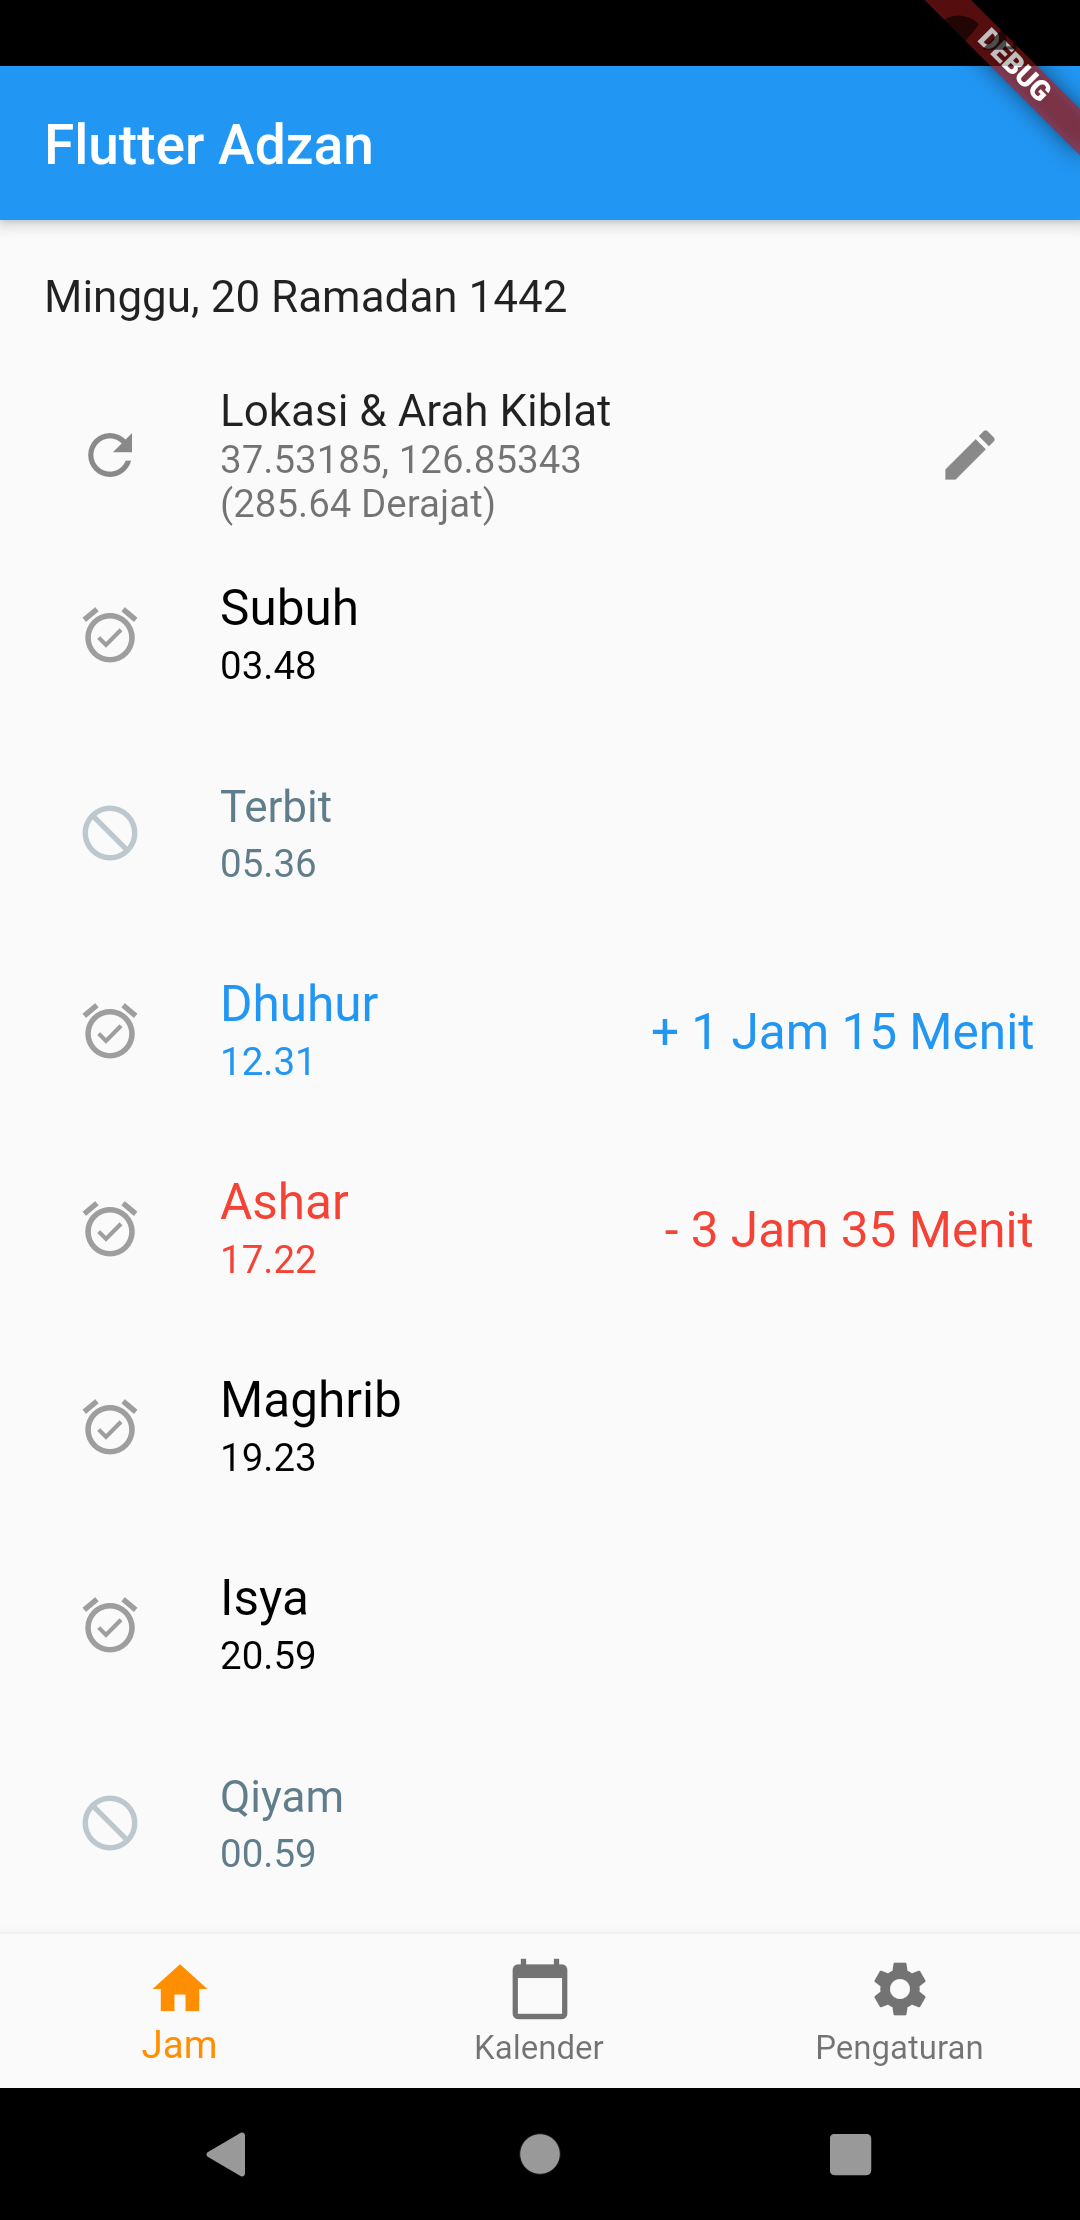 DEBUG
Flutter Adzan
Minggu, 20 Ramadan 1442
Lokasi & Arah Kiblat
37.53185, 126.85343
(285.64 Derajat)
Subuh
03.48
Terbit
05.36
Dhuhur
12.31
+ 1 Jam 15 Menit
Ashar
17.22
- 3 Jam 35 Menit
Maghrib
19.23
Isya
20.59
Qiyam
00.59
Jam
Kalender
Pengaturan